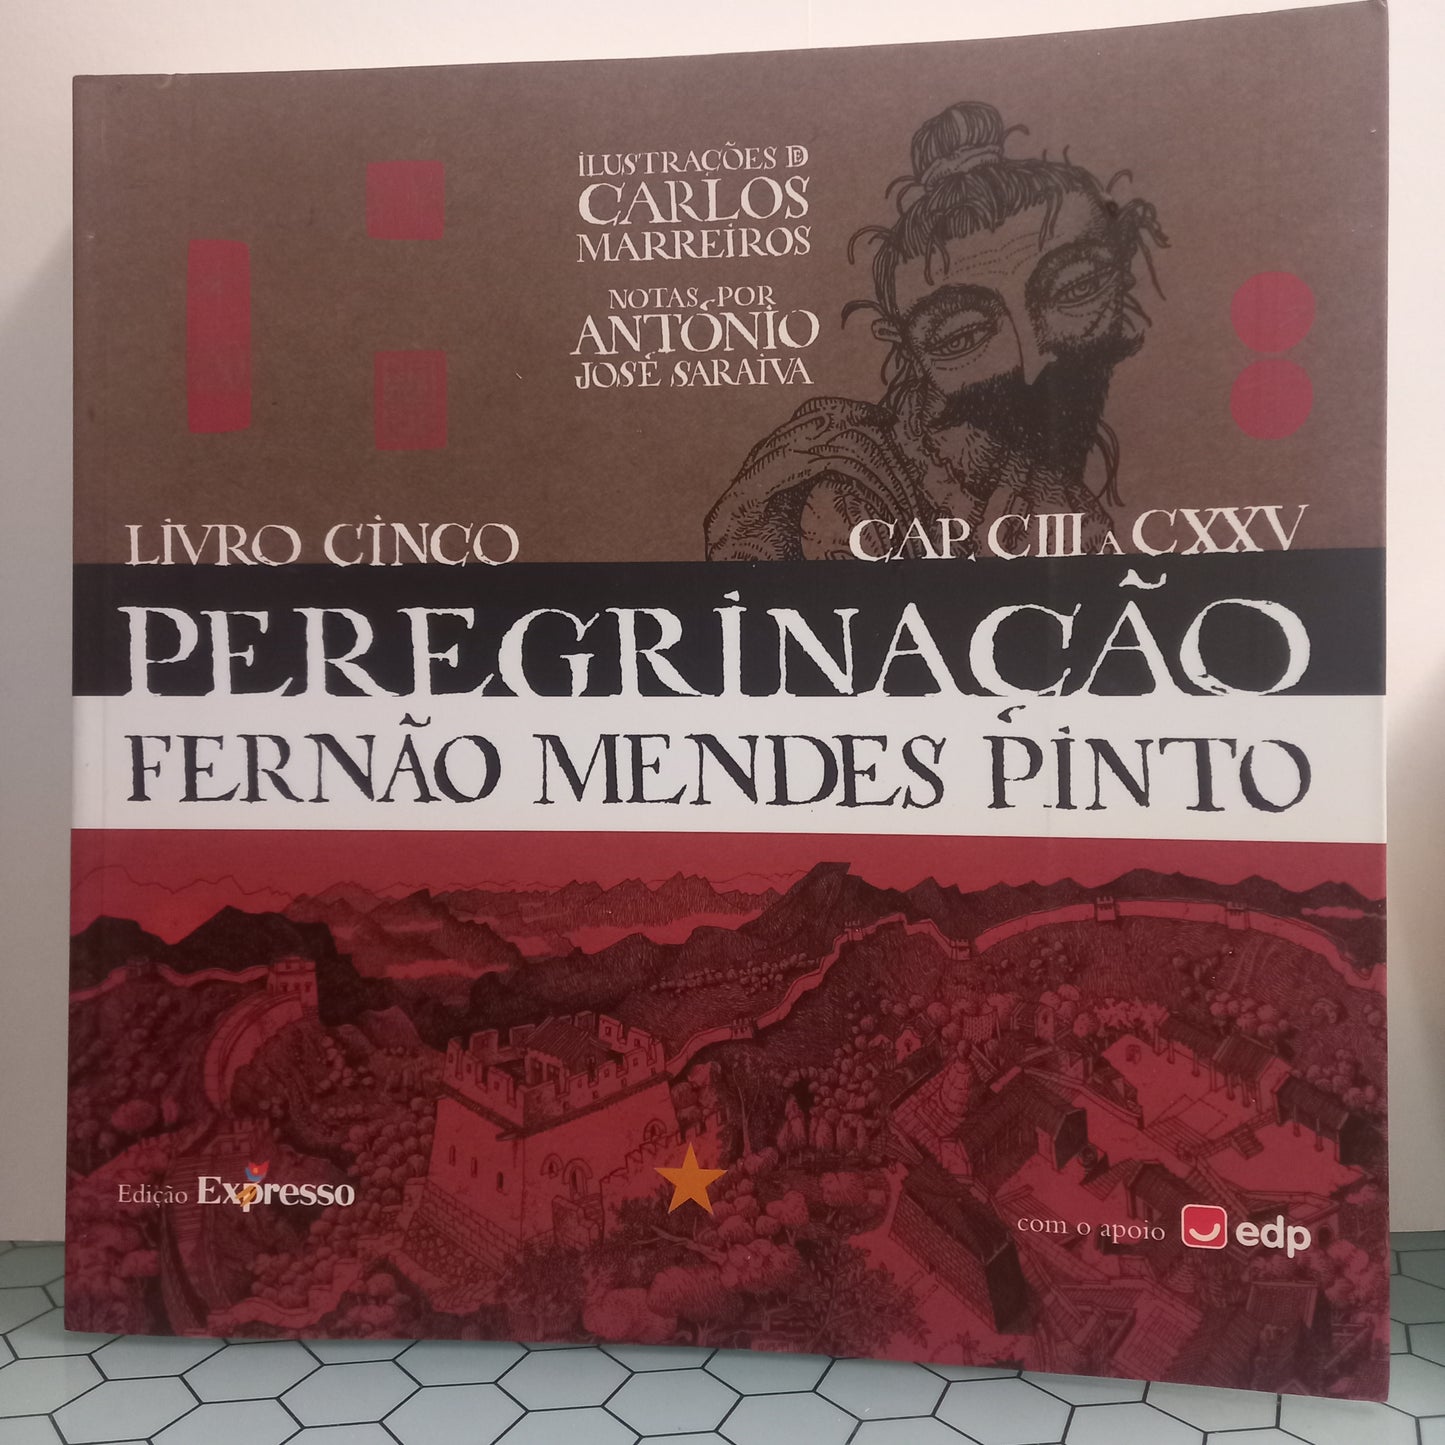 ILUSTRAÇÕES DE
CARLOS
MARREIROS
NOTAS POR
ANTÓNIO
JOSÉ SARAIVA
LIVRO CINCO
CAP. CIII A CXXV
PEREGRINAÇÃO
FERNÃO MENDES PINTO
Edição Expresso
com o apoio edp